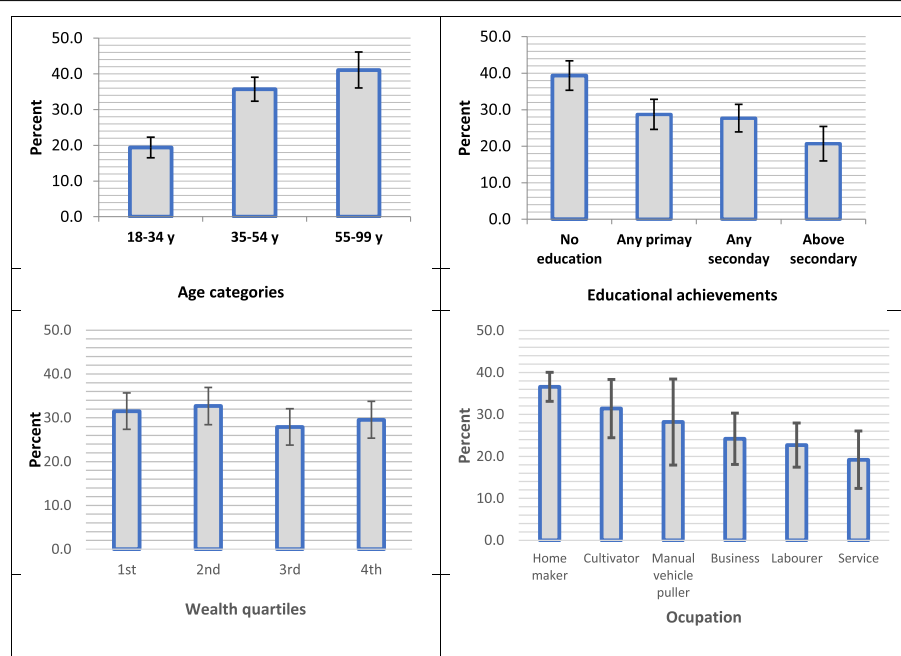 50.0
40.0
30.0
20.0
10.0
0.0
Percent
18-34 y 35-54 y 55-99 y
Age categories
50.0
40.0
30.0
20.0
10.0
0.0
Percent
No education Any primay Any seconday Above secondary
Educational achievements
50.0
40.0
30.0
20.0
10.0
0.0
Percent
1st 2nd 3rd 4th
Wealth quartiles
50.0
40.0
30.0
20.0
10.0
0.0
Percent
Home maker Cultivator Manual vehicle puller Business Labourer Service
Ocupation